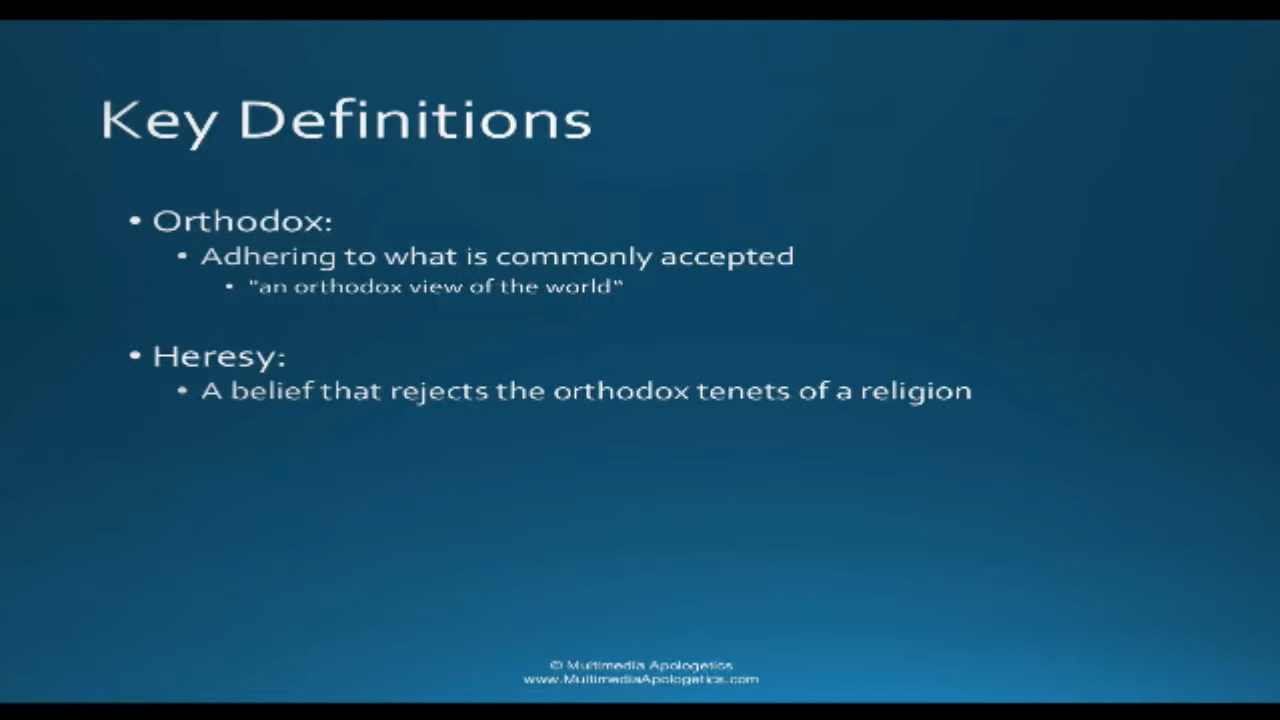 Key Definitions
• Orthodox:
• Adhering to what is commonly accepted
• "an orthodox view of the world"
• Heresy:
• A belief that rejects the orthodox tenets of a religion
© Multimedia Apologetics
www.MultimediaApologetics.com